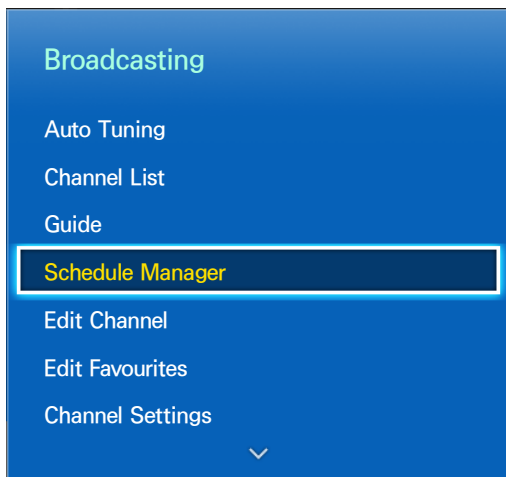 Broadcasting
Auto Tuning
Channel List
Guide
Schedule Manager
Edit Channel
Edit Favourites
Channel Settings